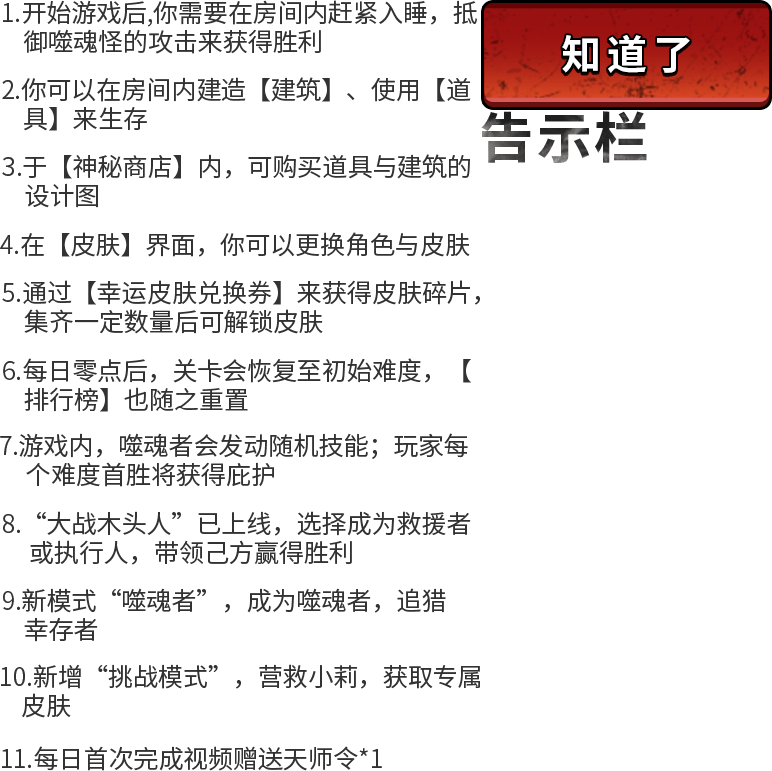 1.开始游戏后,你需要在房间内赶紧入睡，抵
御噬魂怪的攻击来获得胜利
2.你可以在房间内建造【建筑】、使用【道
具】来生存
3.于【神秘商店】内，可购买道具与建筑的
设计图
4.在【皮肤】界面，你可以更换角色与皮肤
5.通过【幸运皮肤兑换券】来获得皮肤碎片，
集齐一定数量后可解锁皮肤
6.每日零点后，关卡会恢复至初始难度，【
排行榜】也随之重置
7.游戏内，噬魂者会发动随机技能；玩家每
个难度首胜将获得庇护
8.“大战木头人”已上线，选择成为救援者
或执行人，带领己方赢得胜利
9.新模式“噬魂者”，成为噬魂者，追猎
幸存者
10.新增“挑战模式”，营救小莉，获取专属
皮肤
11.每日首次完成视频赠送天师令*1
知道了
告示栏